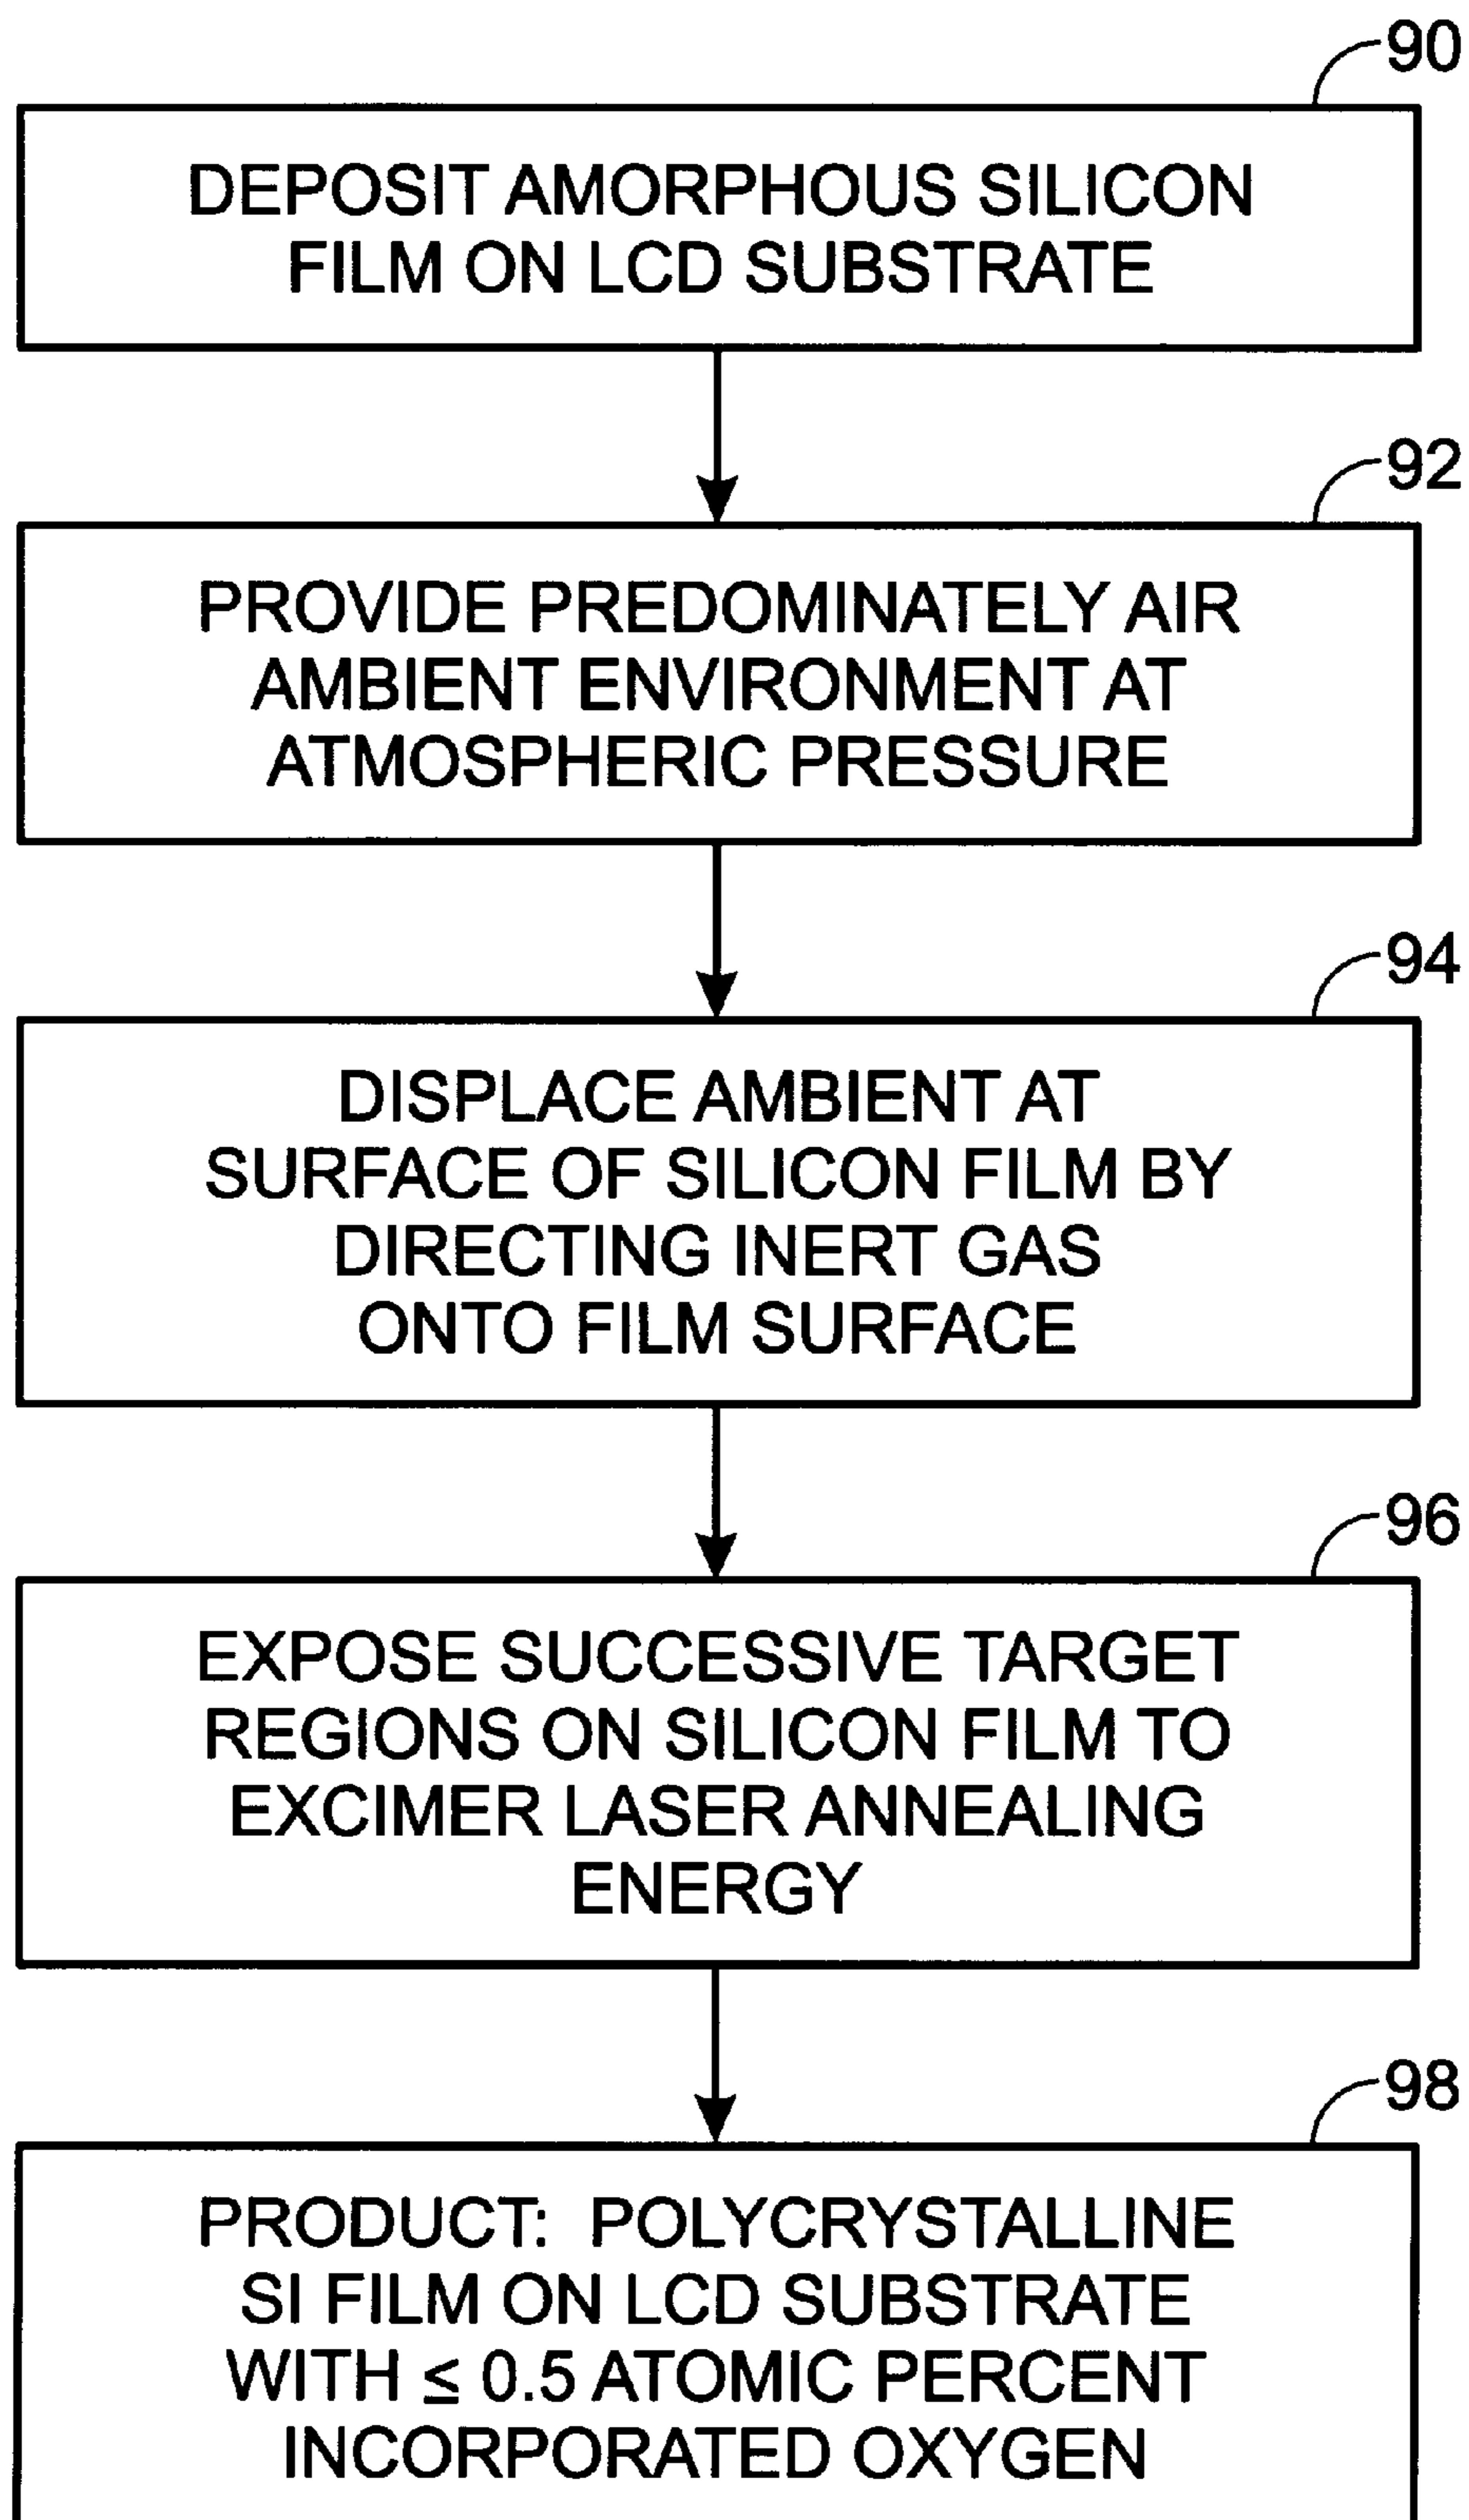 90
DEPOSIT AMORPHOUS SILICON
FILM ON LCD SUBSTRATE
92
PROVIDE PREDOMINATELY AIR
AMBIENT ENVIRONMENT AT
ATMOSPHERIC PRESSURE
94
DISPLACE AMBIENT AT
SURFACE OF SILICON FILM BY
DIRECTING INERT GAS
ONTO FILM SURFACE
96
EXPOSE SUCCESSIVE TARGET
REGIONS ON SILICON FILM TO
EXCIMER LASER ANNEALING
ENERGY
98
PRODUCT: POLYCRYSTALLINE
SI FILM ON LCD SUBSTRATE
WITH ≤ 0.5 ATOMIC PERCENT
INCORPORATED OXYGEN